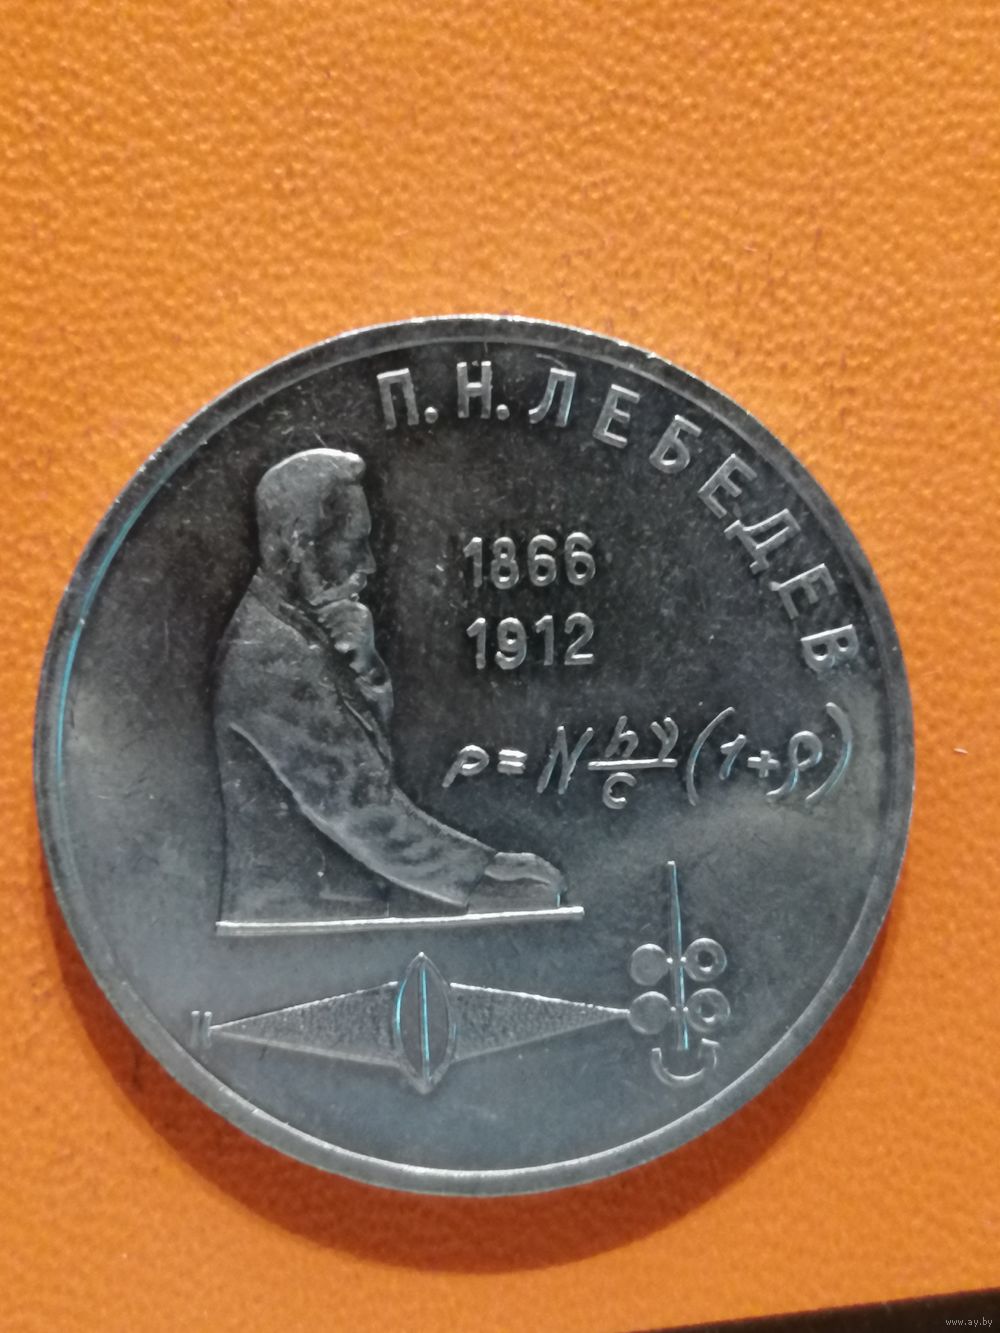 П.Н.ЛЕБЕДЕВ
1866
1912
p=N hν/c (1+ρ)
www.ay.by